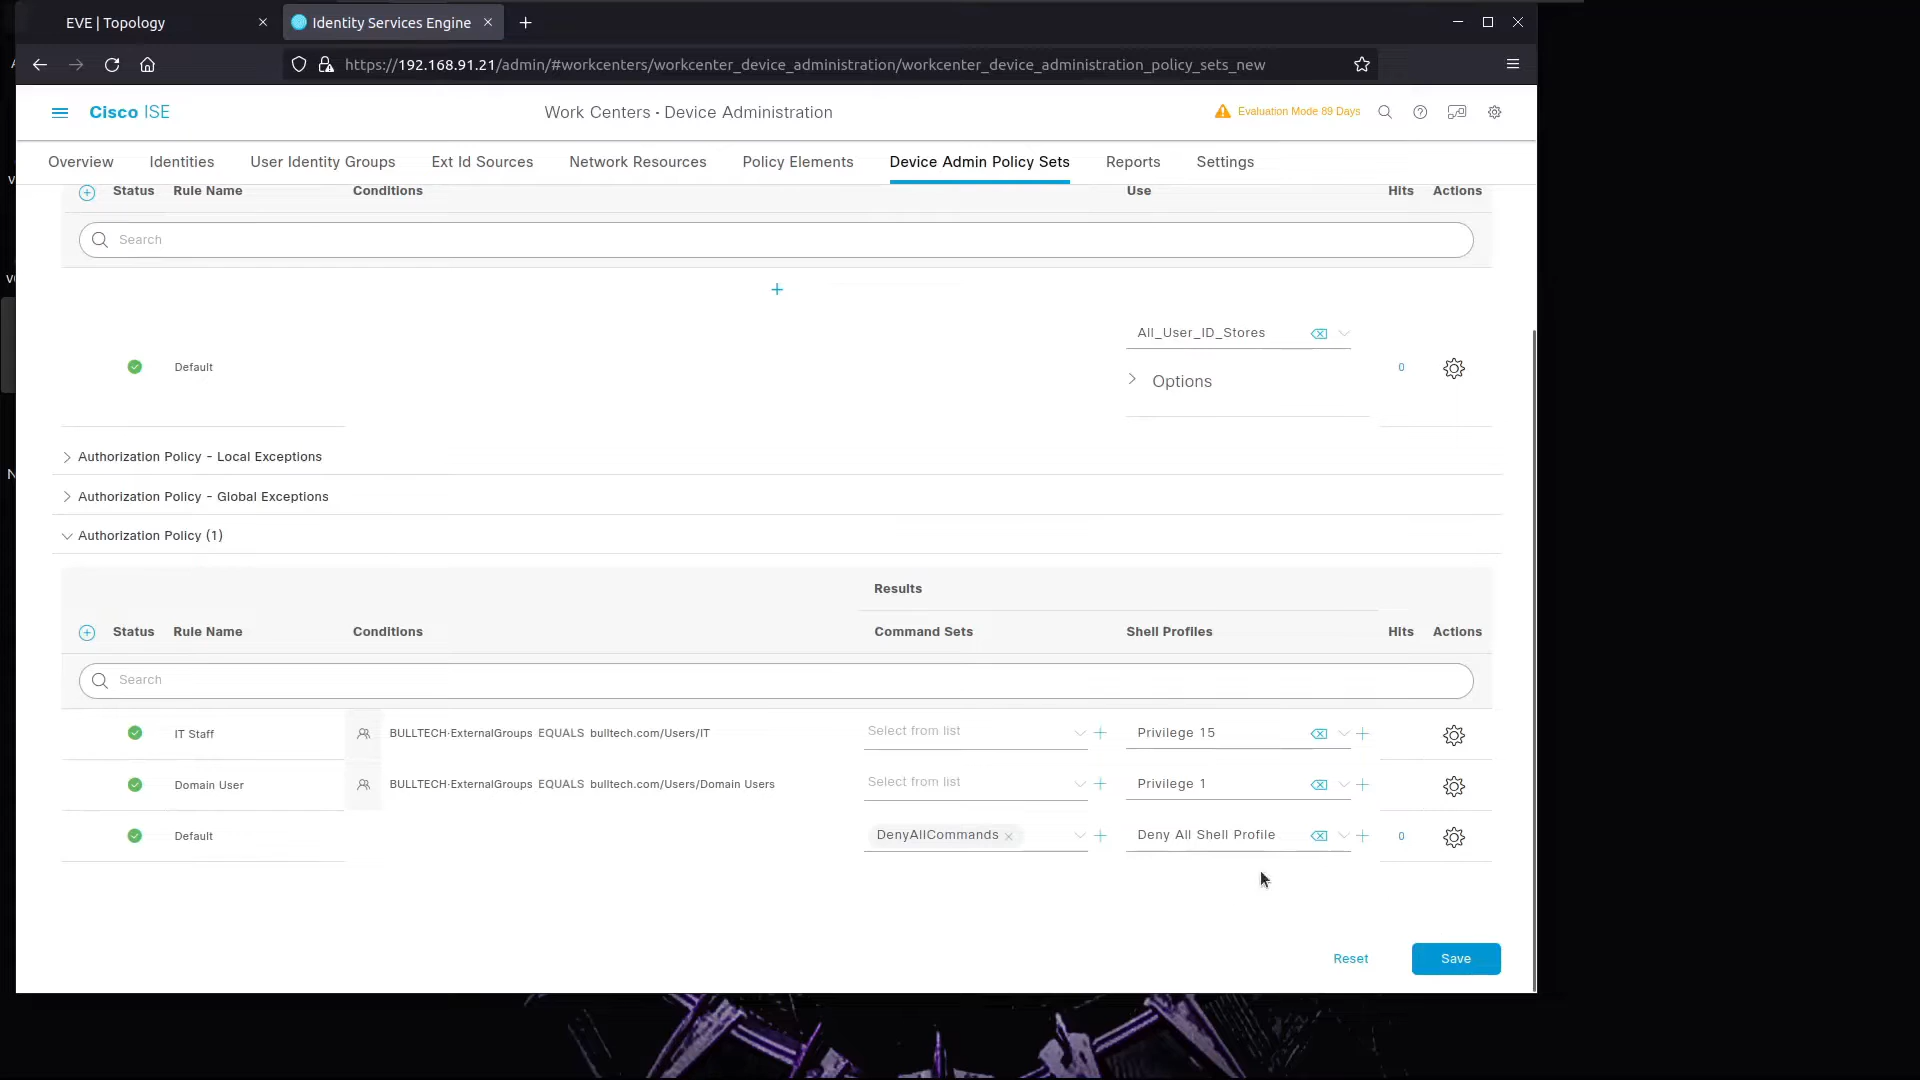 EVE | Topology
Identity Services Engine
https://192.168.91.21/admin/#workcenters/workcenter_device_administration/workcenter_device_administration_policy_sets_new
Cisco ISE
Work Centers · Device Administration
Evaluation Mode 89 Days
Overview Identities User Identity Groups Ext Id Sources Network Resources Policy Elements Device Admin Policy Sets Reports Settings
Status Rule Name Conditions Use Hits Actions
Search
All_User_ID_Stores
Default 0
Options
Authorization Policy - Local Exceptions
Authorization Policy - Global Exceptions
Authorization Policy (1)
Results
Status Rule Name Conditions Command Sets Shell Profiles Hits Actions
Search
IT Staff BULLTECH·ExternalGroups EQUALS bulltech.com/Users/IT Select from list Privilege 15
Domain User BULLTECH·ExternalGroups EQUALS bulltech.com/Users/Domain Users Select from list Privilege 1
Default DenyAllCommands Deny All Shell Profile 0
Reset Save